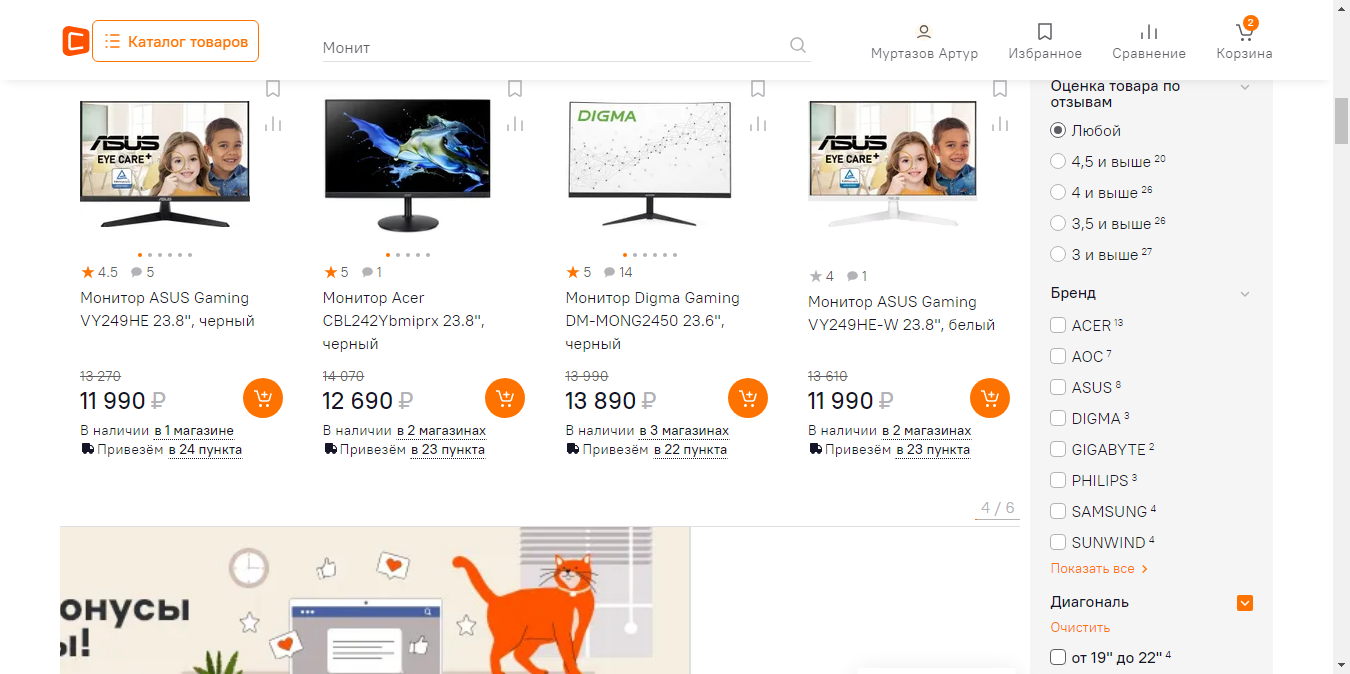 Каталог товаров
Монит
Муртазов Артур
Избранное
Сравнение
2
Корзина
ASUS
EYE CARE+
4.5 5
Монитор ASUS Gaming
VY249HE 23.8", черный
13 270
11 990 ₽
В наличии в 1 магазине
Привезём в 24 пункта
5 1
Монитор Acer
CBL242Ybmiprx 23.8",
черный
14 070
12 690 ₽
В наличии в 2 магазинах
Привезём в 23 пункта
DIGMA
5 14
Монитор Digma Gaming
DM-MONG2450 23.6",
черный
13 990
13 890 ₽
В наличии в 3 магазинах
Привезём в 22 пункта
ASUS
EYE CARE+
4 1
Монитор ASUS Gaming
VY249HE-W 23.8", белый
13 610
11 990 ₽
В наличии в 2 магазинах
Привезём в 23 пункта
4 / 6
онусы
ы!
Оценка товара по
отзывам
Любой
4,5 и выше 20
4 и выше 26
3,5 и выше 26
3 и выше 27
Бренд
ACER 13
AOC 7
ASUS 8
DIGMA 3
GIGABYTE 2
PHILIPS 3
SAMSUNG 4
SUNWIND 4
Показать все
Диагональ
Очистить
от 19" до 22" 4